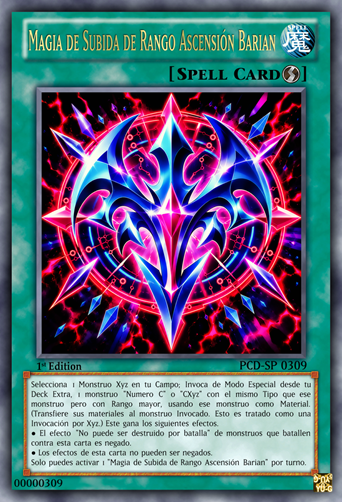 Magia de Subida de Rango Ascensión Barian
魔
[Spell Card]
1st Edition
PCD-SP 0309
Selecciona 1 Monstruo Xyz en tu Campo; Invoca de Modo Especial desde tu
Deck Extra, 1 monstruo "Numero C" o "CXyz" con el mismo Tipo que ese
monstruo pero con Rango mayor, usando ese monstruo como Material.
(Transfiere sus materiales al monstruo Invocado. Esto es tratado como una
Invocación por Xyz.) Este gana los siguientes efectos.
● El efecto "No puede ser destruido por batalla" de monstruos que batallen
contra esta carta es negado.
● Los efectos de esta carta no pueden ser negados.
Solo puedes activar 1 "Magia de Subida de Rango Ascensión Barian" por turno.
00000309